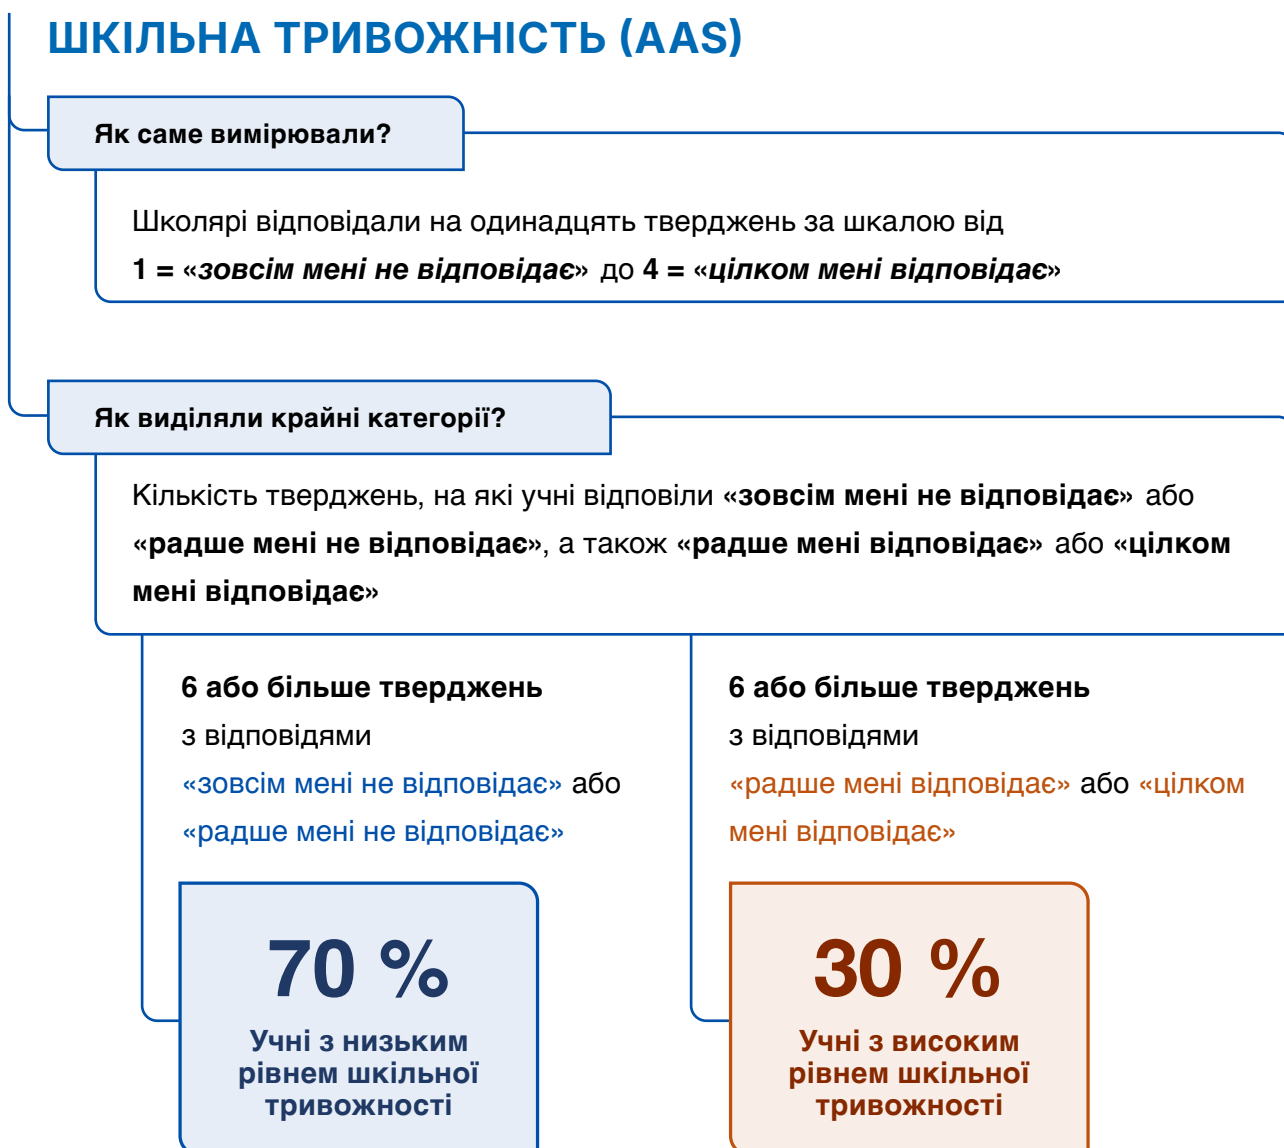 ШКІЛЬНА ТРИВОЖНІСТЬ (AAS)
Як саме вимірювали?
Школярі відповідали на одинадцять тверджень за шкалою від
1 = «зовсім мені не відповідає» до 4 = «цілком мені відповідає»
Як виділяли крайні категорії?
Кількість тверджень, на які учні відповіли «зовсім мені не відповідає» або
«радше мені не відповідає», а також «радше мені відповідає» або «цілком
мені відповідає»
6 або більше тверджень
з відповідями
«зовсім мені не відповідає» або
«радше мені не відповідає»
70 %
Учні з низьким
рівнем шкільної
тривожності
6 або більше тверджень
з відповідями
«радше мені відповідає» або «цілком
мені відповідає»
30 %
Учні з високим
рівнем шкільної
тривожності